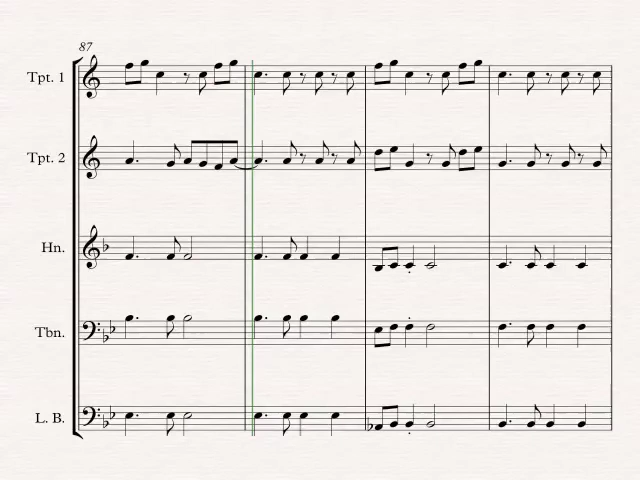 87
Tpt. 1
Tpt. 2
Hn.
Tbn.
L. B.